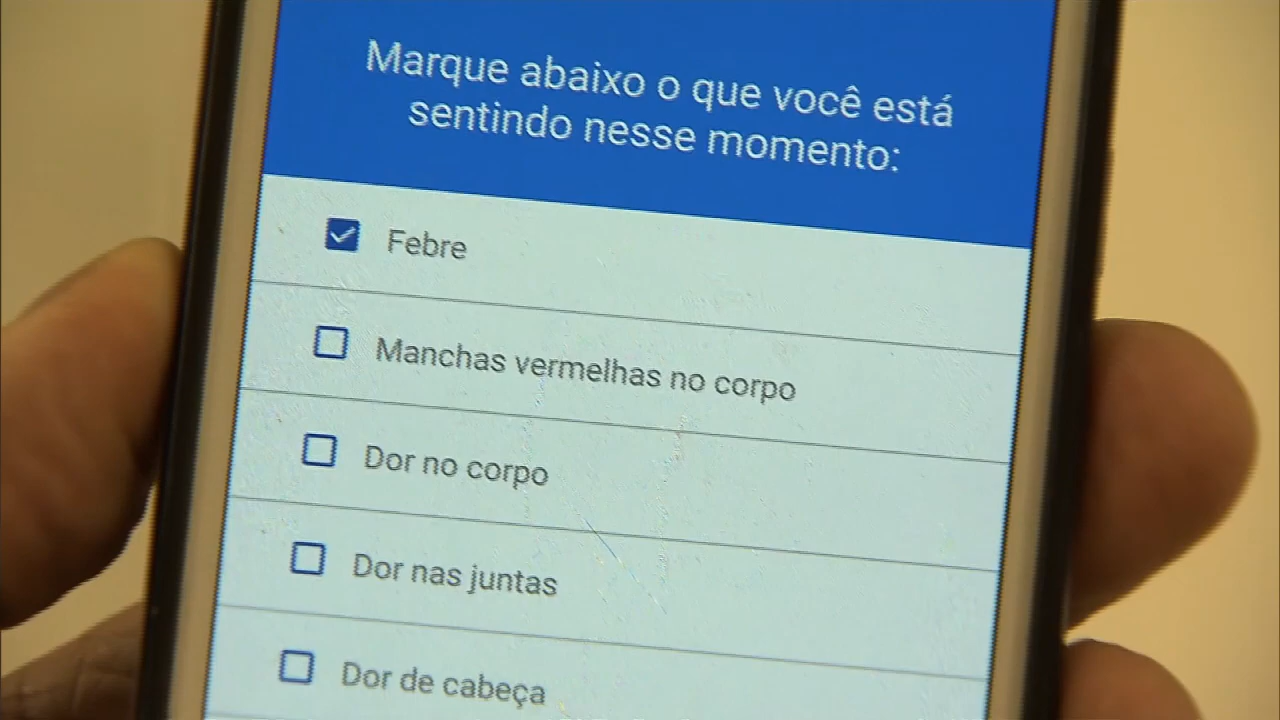 Marque abaixo o que você está
sentindo nesse momento:
Febre
Manchas vermelhas no corpo
Dor no corpo
Dor nas juntas
Dor de cabeça